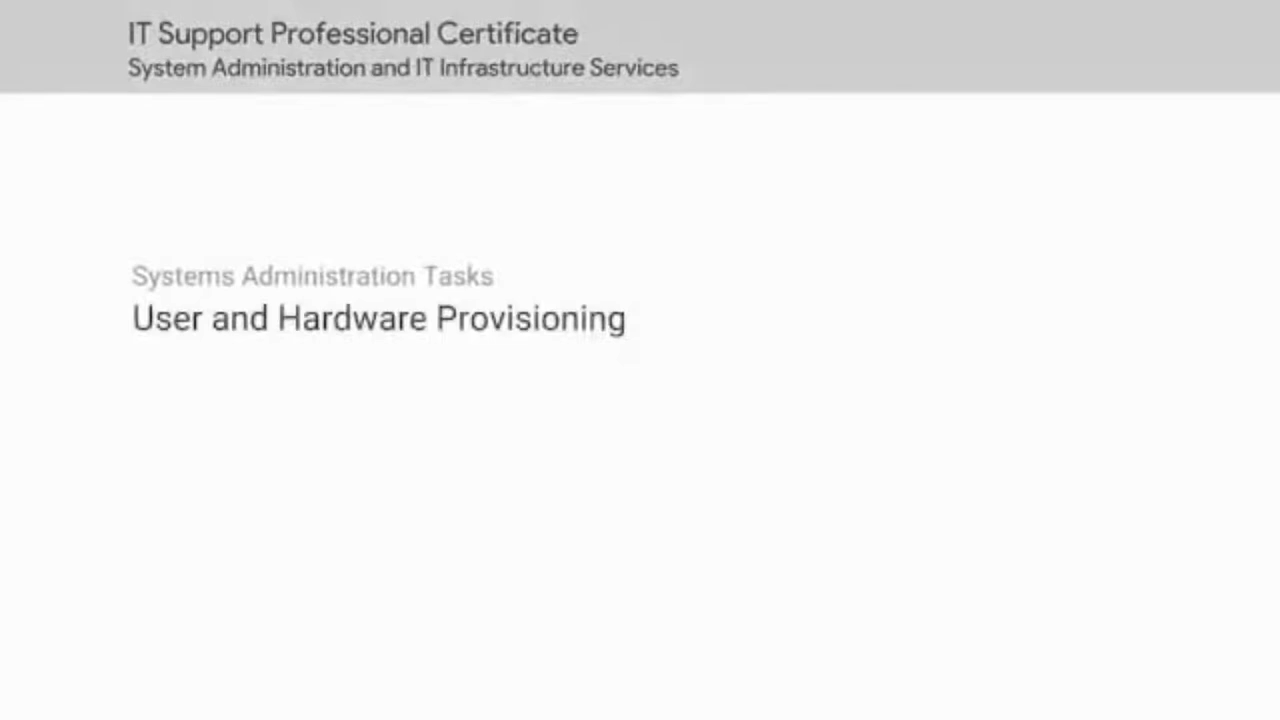 IT Support Professional Certificate
System Administration and IT Infrastructure Services
Systems Administration Tasks
User and Hardware Provisioning